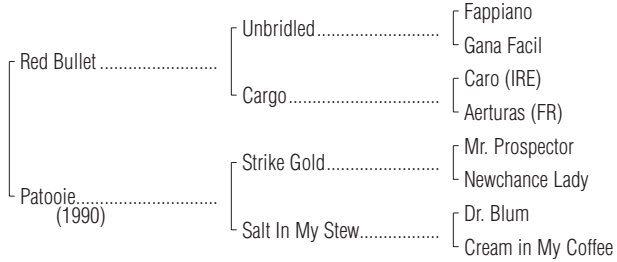 Fappiano
Unbridled
Gana Facil
Red Bullet
Caro (IRE)
Cargo
Aerturas (FR)
Mr. Prospector
Strike Gold
Newchance Lady
Patooie
(1990)
Dr. Blum
Salt In My Stew
Cream in My Coffee